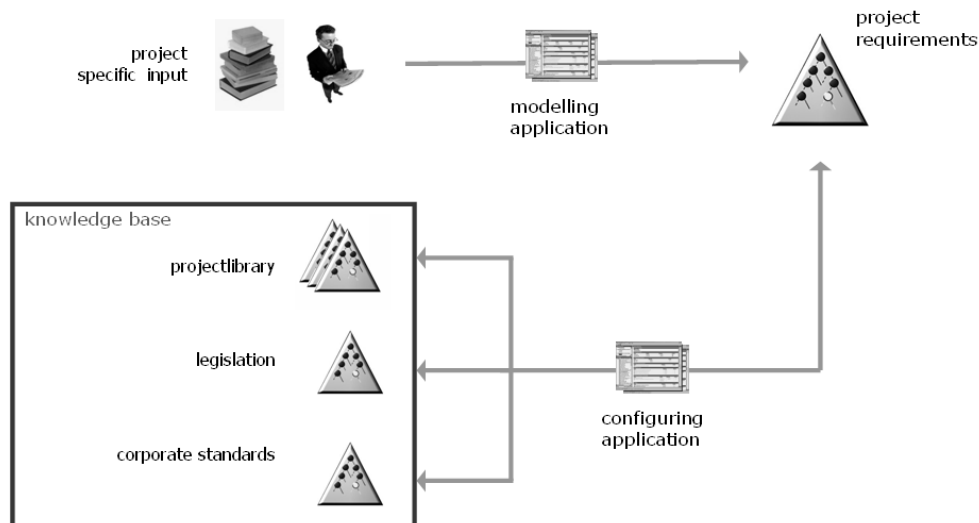 project
specific input
modelling
application
project
requirements
knowledge base
projectlibrary
legislation
corporate standards
configuring
application